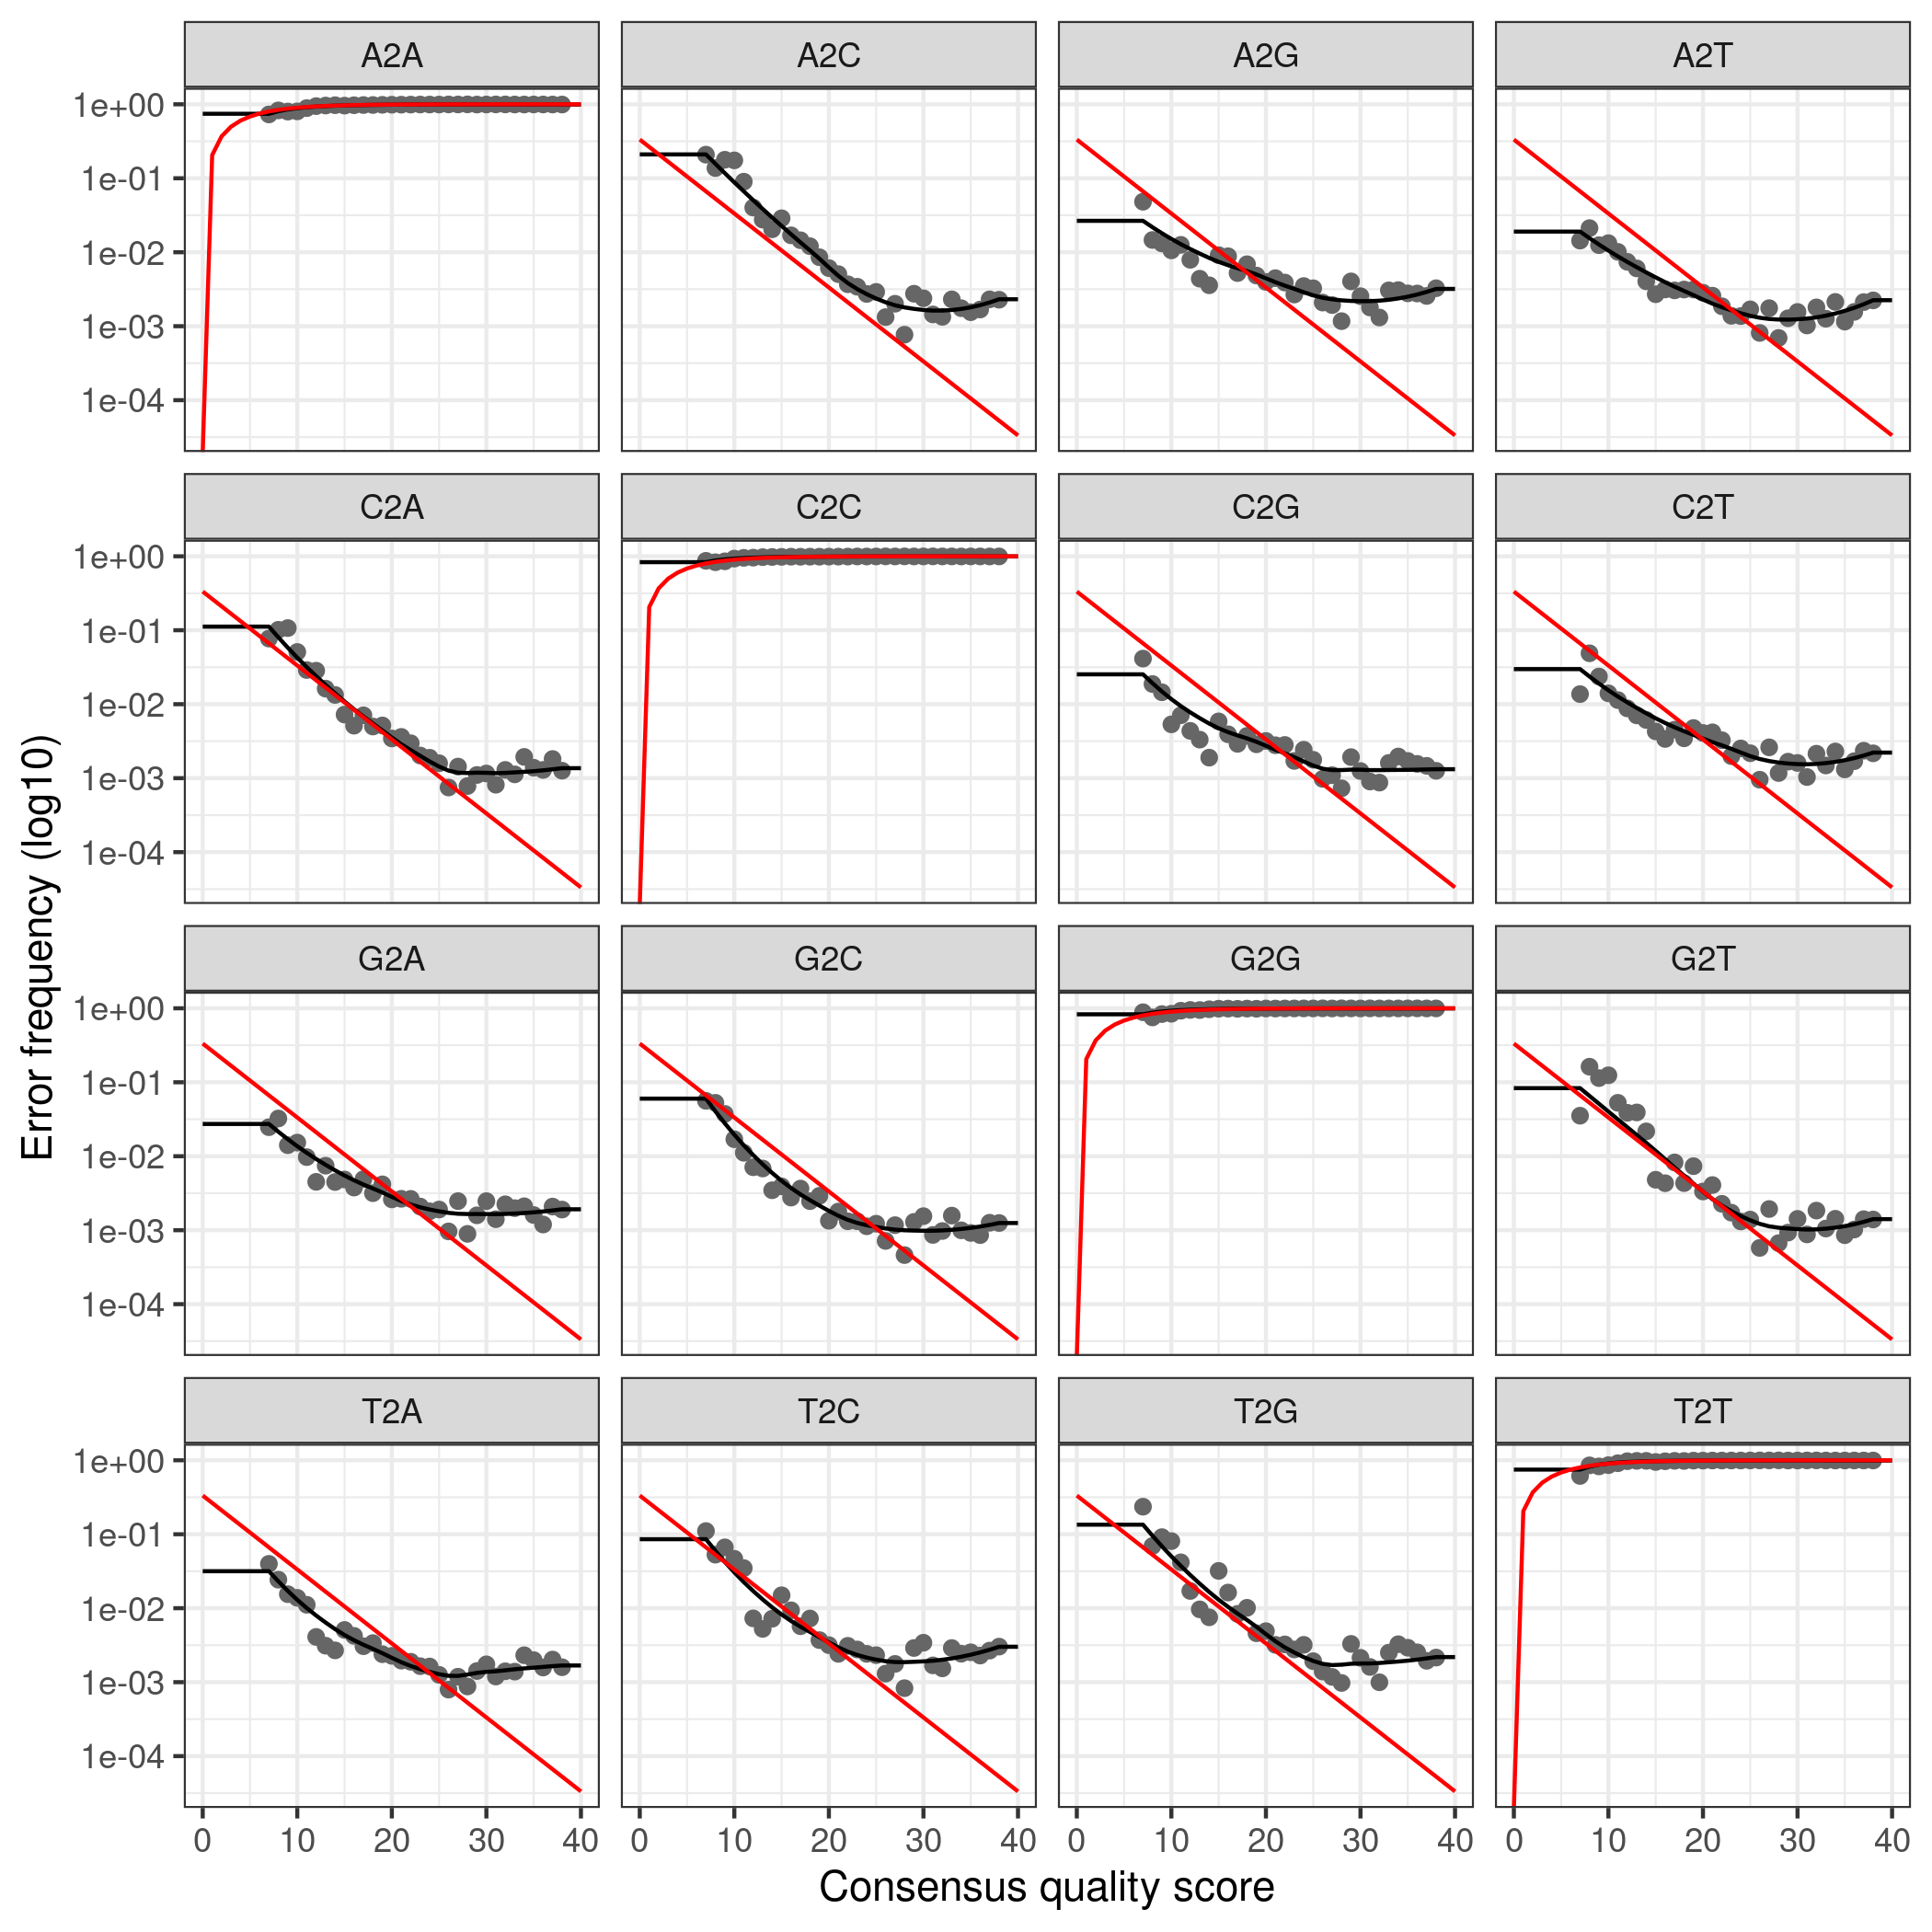 A2A A2C A2G A2T
1e+00
1e-01
1e-02
1e-03
1e-04
C2A C2C C2G C2T
1e+00
1e-01
1e-02
1e-03
1e-04
G2A G2C G2G G2T
1e+00
1e-01
1e-02
1e-03
1e-04
T2A T2C T2G T2T
1e+00
1e-01
1e-02
1e-03
1e-04
Error frequency (log10)
0 10 20 30 40 0 10 20 30 40 0 10 20 30 40 0 10 20 30 40
Consensus quality score